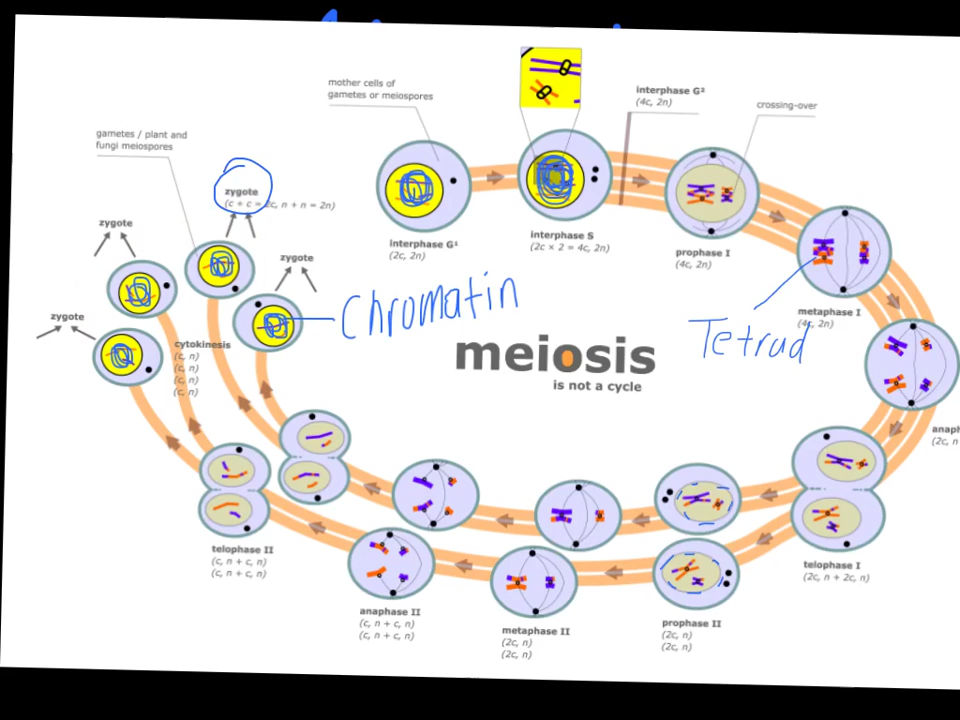 mother cells of
gametes or meiospores
interphase G²
(4c, 2n)
crossing-over
gametes / plant and
fungi meiospores
zygote
(c + c = 2c, n + n = 2n)
zygote
zygote
zygote
interphase G¹
(2c, 2n)
interphase S
(2c × 2 = 4c, 2n)
prophase I
(4c, 2n)
metaphase I
(4c, 2n)
Chromatin
Tetrad
cytokinesis
(c, n)
(c, n)
(c, n)
(c, n)
meiosis
is not a cycle
anaph
(2c, n
telophase I
(2c, n + 2c, n)
telophase II
(c, n + c, n)
(c, n + c, n)
anaphase II
(c, n + c, n)
(c, n + c, n)
metaphase II
(2c, n)
(2c, n)
prophase II
(2c, n)
(2c, n)